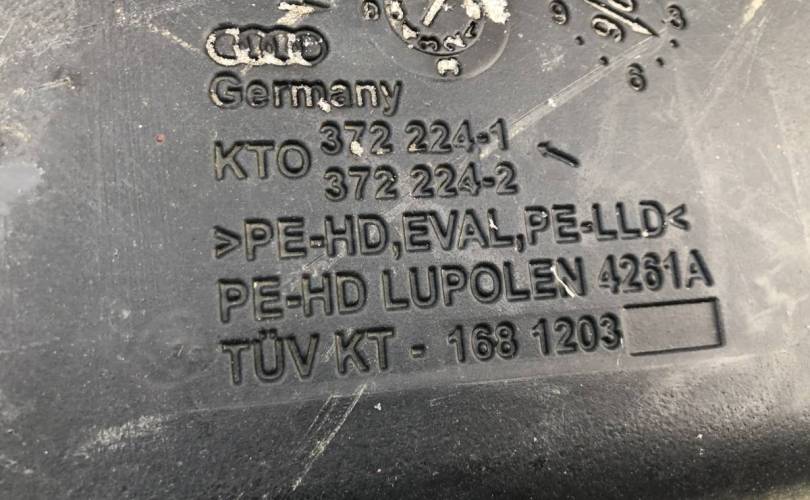 Germany
KTO 372 224-1
372 224-2
>PE-HD,EVAL,PE-LLD<
PE-HD LUPOLEN 4261A
TÜV KT - 168 1203